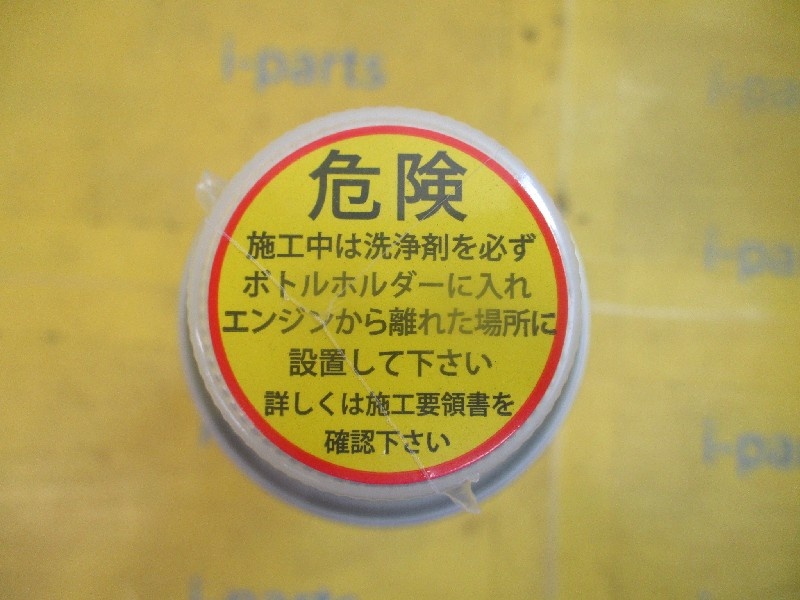 i-parts
危険
施工中は洗浄剤を必ず
ボトルホルダーに入れ
エンジンから離れた場所に
設置して下さい
詳しくは施工要領書を
確認下さい